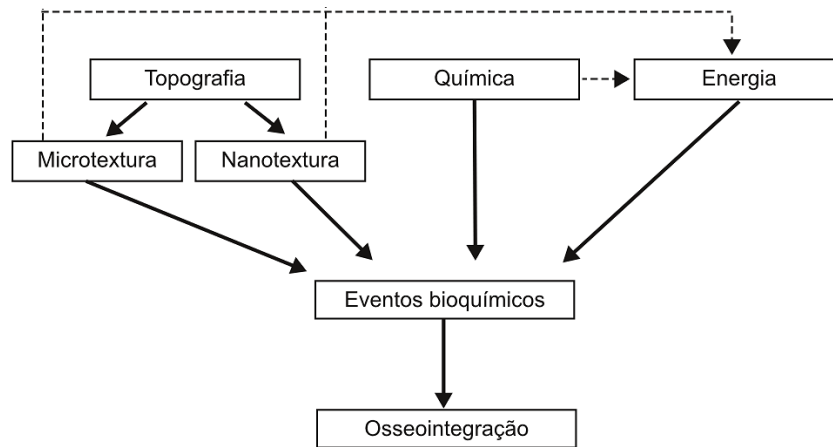 Topografia
Química
Energia
Microtextura
Nanotextura
Eventos bioquímicos
Osseointegração